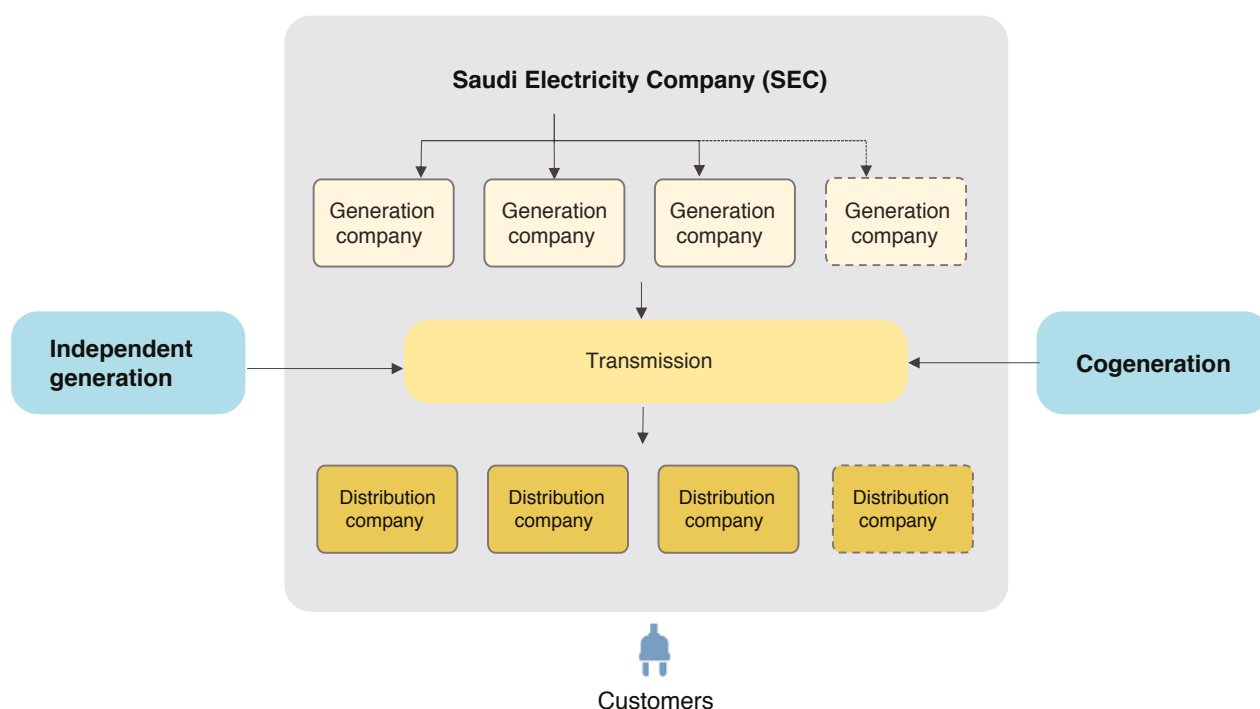 Saudi Electricity Company (SEC)
Generation
company
Generation
company
Generation
company
Generation
company
Independent
generation
Transmission
Cogeneration
Distribution
company
Distribution
company
Distribution
company
Distribution
company
Customers